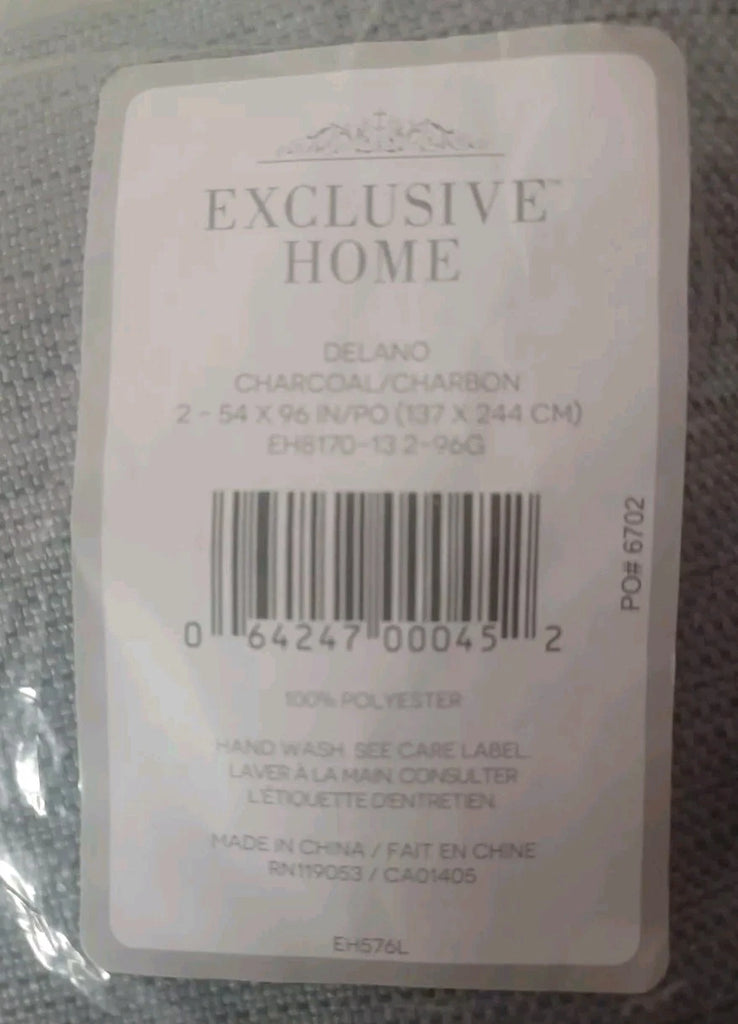 EXCLUSIVE™
HOME
DELANO
CHARCOAL/CHARBON
2 - 54 X 96 IN/PO (137 X 244 CM)
EH8170-13 2-96G
0 64247 00045 2
PO# 6702
100% POLYESTER
HAND WASH. SEE CARE LABEL.
LAVER À LA MAIN. CONSULTER
L'ÉTIQUETTE D'ENTRETIEN.
MADE IN CHINA / FAIT EN CHINE
RN119053 / CA01405
EH576L